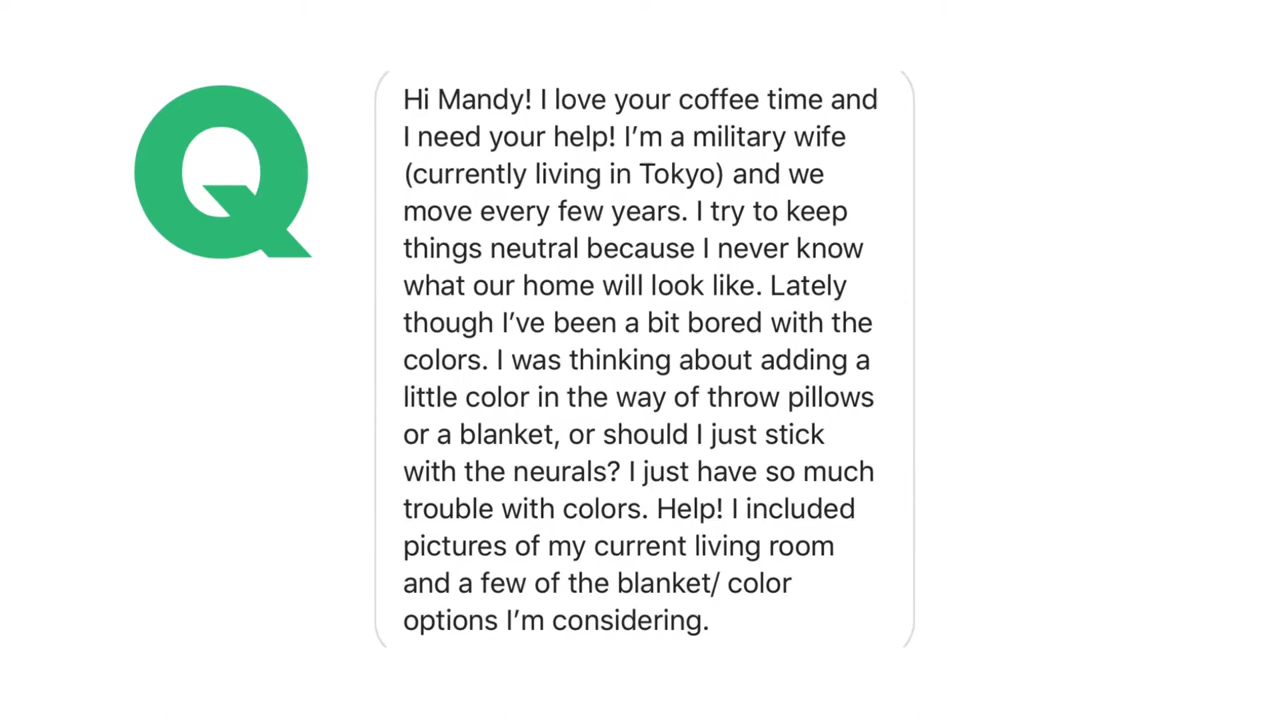 Q
Hi Mandy! I love your coffee time and
I need your help! I'm a military wife
(currently living in Tokyo) and we
move every few years. I try to keep
things neutral because I never know
what our home will look like. Lately
though I've been a bit bored with the
colors. I was thinking about adding a
little color in the way of throw pillows
or a blanket, or should I just stick
with the neurals? I just have so much
trouble with colors. Help! I included
pictures of my current living room
and a few of the blanket/ color
options I'm considering.